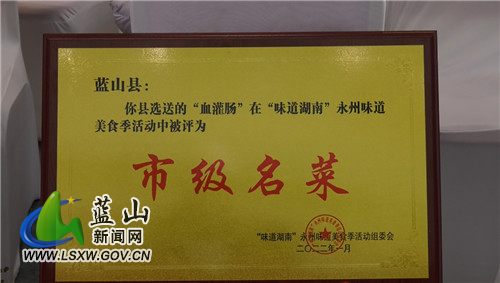 蓝山县：
你县选送的“血灌肠”在“味道湖南”永州味道
美食季活动中被评为
市级名菜
“味道湖南”永州味道美食季活动组委会
二〇二二年一月
蓝山
新闻网
WWW.LSXW.GOV.CN